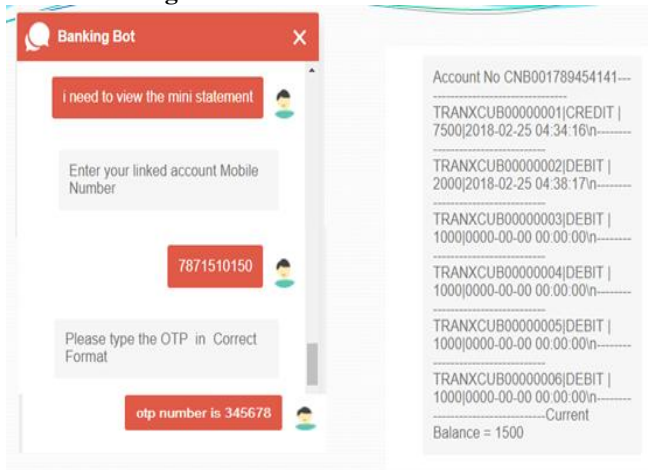 Banking Bot
X
i need to view the mini statement
Enter your linked account Mobile
Number
7871510150
Please type the OTP in Correct
Format
otp number is 345678
Account No CNB001789454141---
------------------------------
TRANXCUB00000001|CREDIT |
7500|2018-02-25 04:34:16\n--------
-------------------------
TRANXCUB00000002|DEBIT |
2000|2018-02-25 04:38:17\n--------
-------------------------
TRANXCUB00000003|DEBIT |
1000|0000-00-00 00:00:00\n--------
-------------------------
TRANXCUB00000004|DEBIT |
1000|0000-00-00 00:00:00\n--------
-------------------------
TRANXCUB00000005|DEBIT |
1000|0000-00-00 00:00:00\n--------
-------------------------
TRANXCUB00000006|DEBIT |
1000|0000-00-00 00:00:00\n--------
-------------------------Current
Balance = 1500